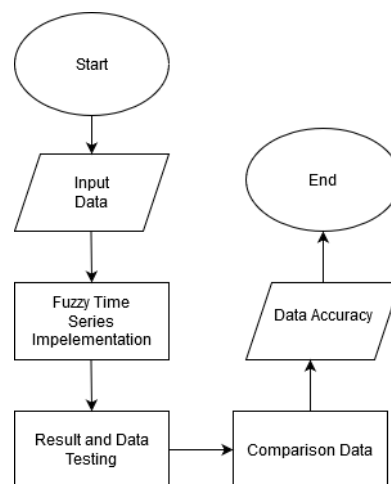 Start
Input
Data
Fuzzy Time
Series
Impelementation
Result and Data
Testing
Comparison Data
Data Accuracy
End